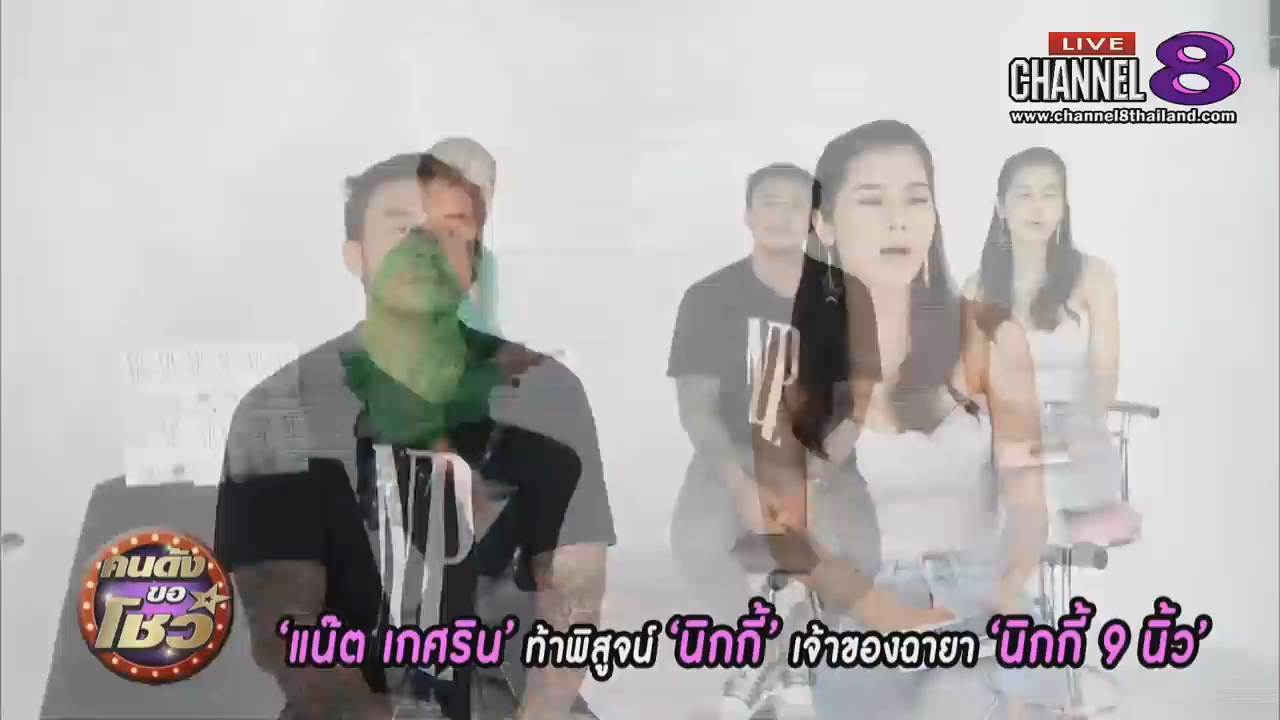 LIVE
CHANNEL 8
www.channel8thailand.com
NP
คนดัง
ขอ
โชว์
‘แน๊ต เกศริน’ ท้าพิสูจน์ ‘นิกกี้’ เจ้าของฉายา ‘นิกกี้ 9 นิ้ว’